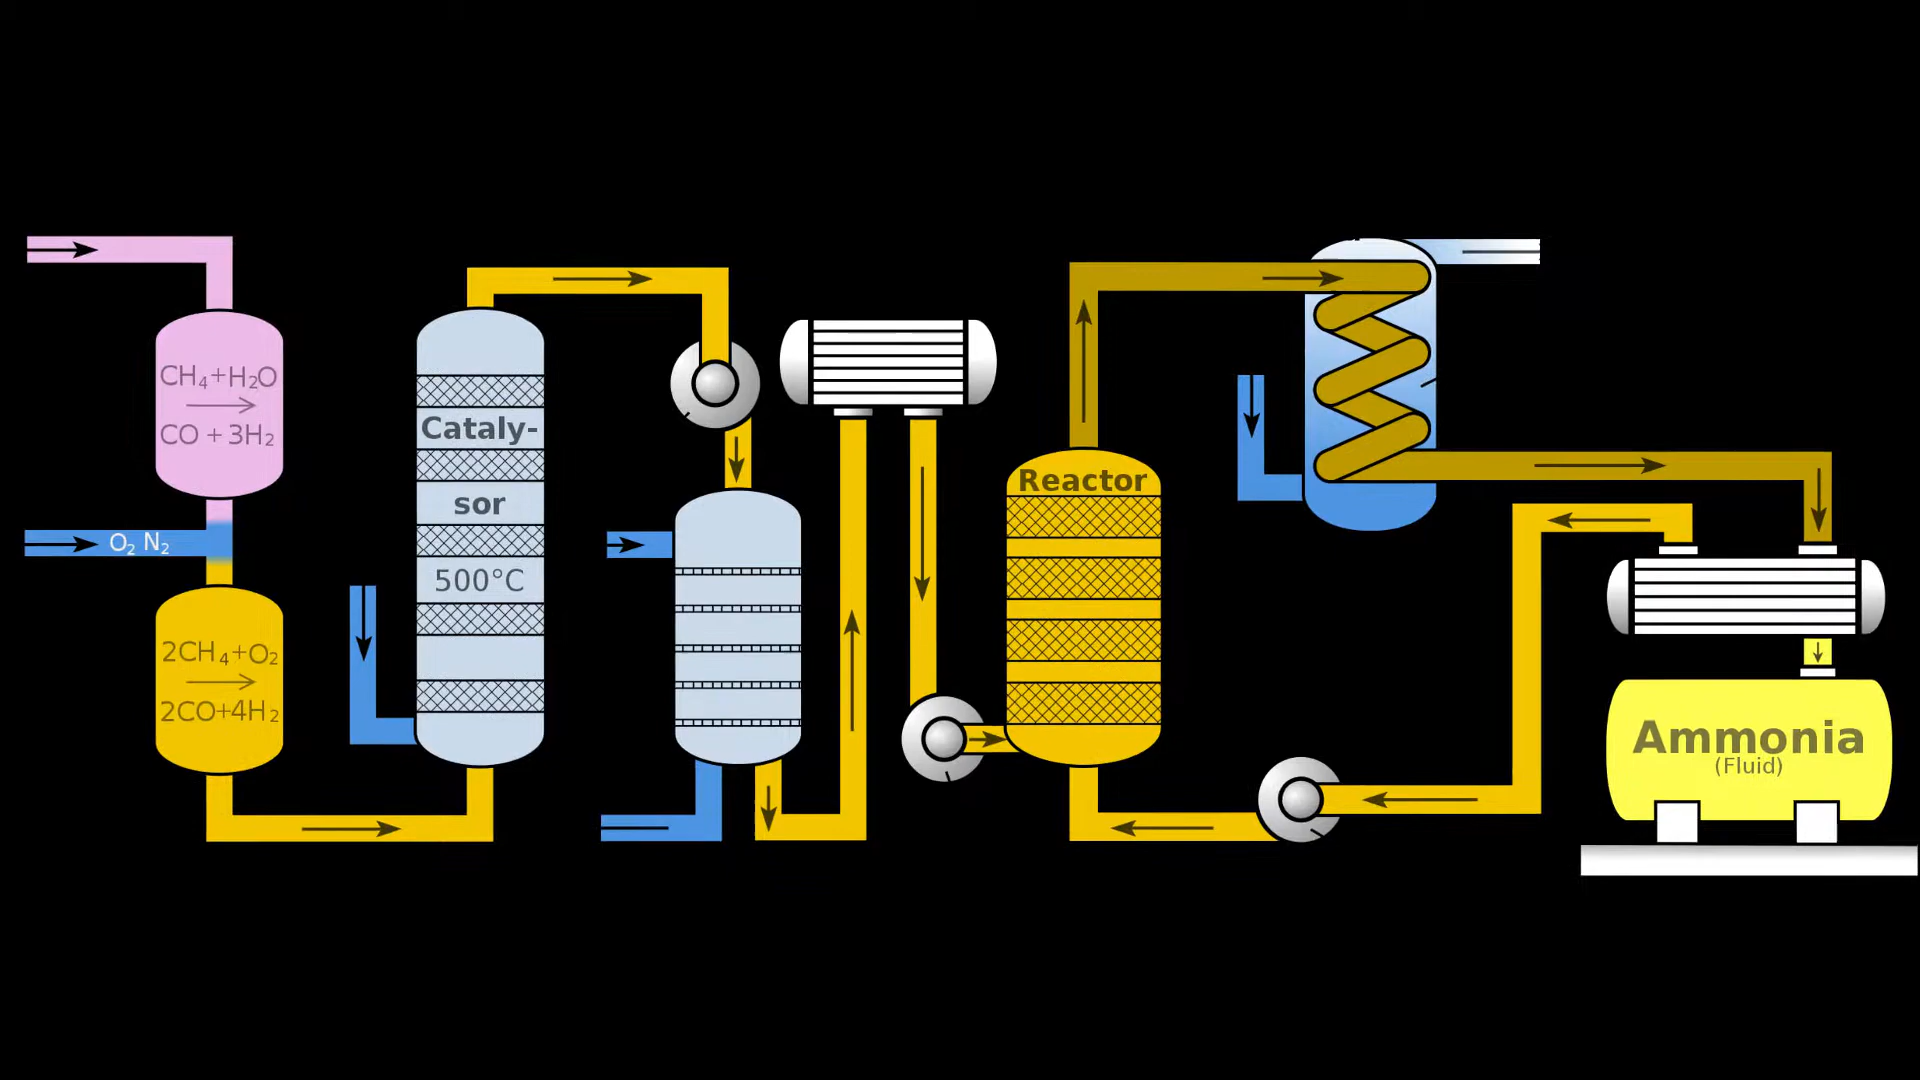 CH₄+H₂O
→
CO + 3H₂
O₂ N₂
2CH₄+O₂
→
2CO+4H₂
Cataly-
sor
500°C
Reactor
Ammonia
(Fluid)